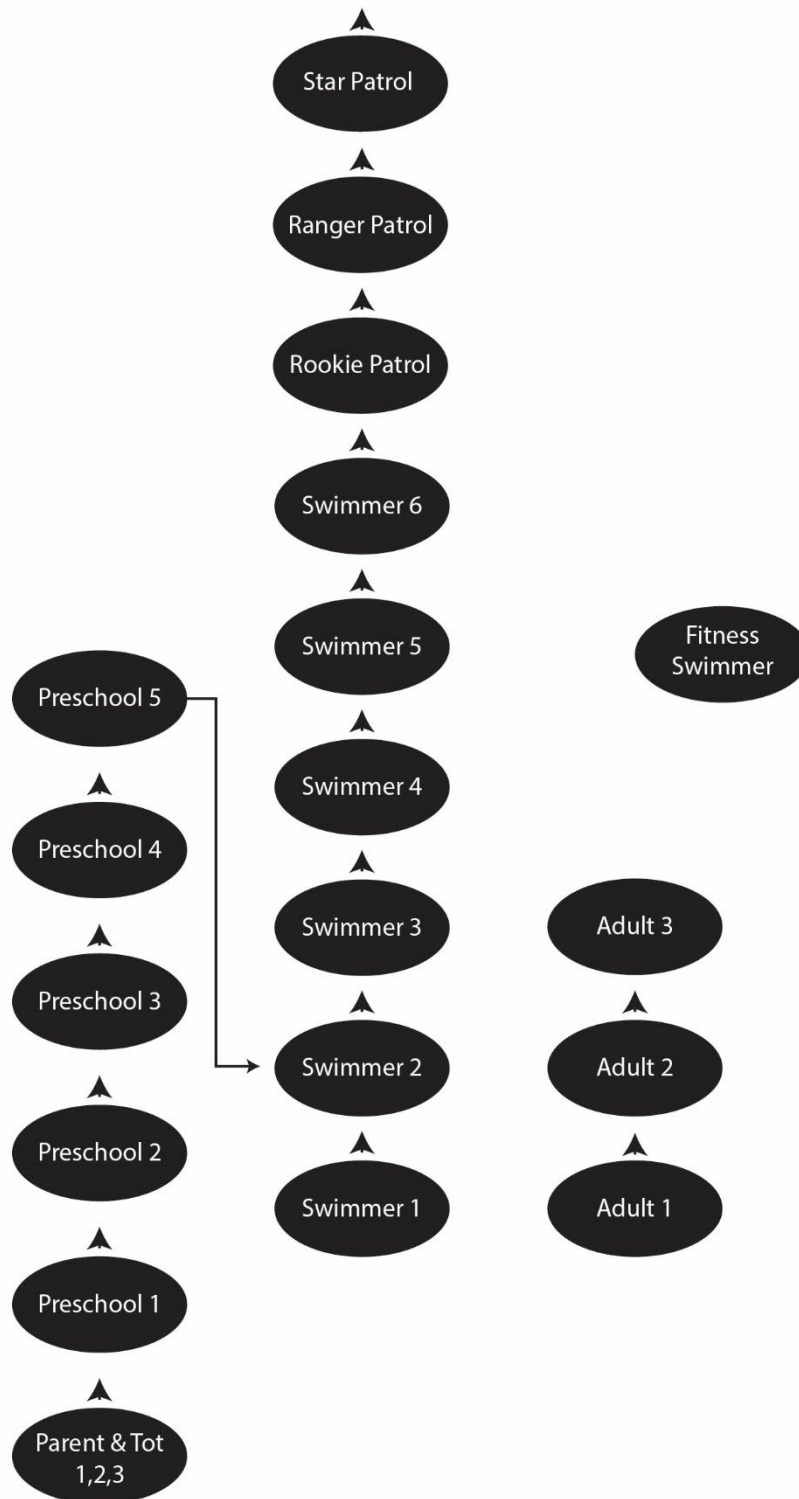 Star Patrol
Ranger Patrol
Rookie Patrol
Swimmer 6
Swimmer 5
Fitness
Swimmer
Preschool 5
Swimmer 4
Preschool 4
Swimmer 3
Adult 3
Preschool 3
Swimmer 2
Adult 2
Preschool 2
Swimmer 1
Adult 1
Preschool 1
Parent & Tot
1,2,3